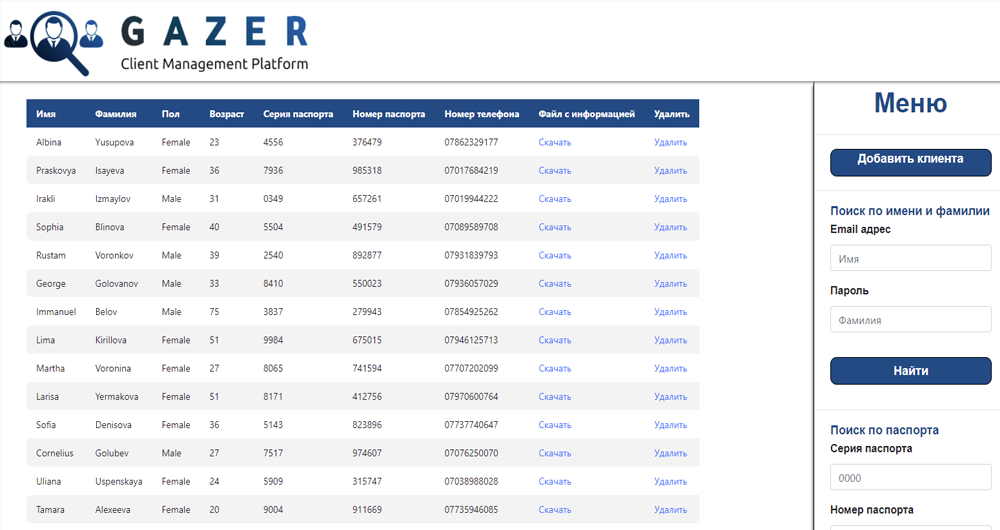 GAZER
Client Management Platform
Имя Фамилия Пол Возраст Серия паспорта Номер паспорта Номер телефона Файл с информацией Удалить
Albina Yusupova Female 23 4556 376479 07862329177 Скачать Удалить
Praskovya Isayeva Female 36 7936 985318 07017684219 Скачать Удалить
Irakli Izmaylov Male 31 0349 657261 07019944222 Скачать Удалить
Sophia Blinova Female 40 5504 491579 07089589708 Скачать Удалить
Rustam Voronkov Male 39 2540 892877 07931839793 Скачать Удалить
George Golovanov Male 33 8410 550023 07936057029 Скачать Удалить
Immanuel Belov Male 75 3837 279943 07854925262 Скачать Удалить
Lima Kirillova Female 51 9984 675015 07946125713 Скачать Удалить
Martha Voronina Female 27 8065 741594 07707202099 Скачать Удалить
Larisa Yermakova Female 51 8171 412756 07970600764 Скачать Удалить
Sofia Denisova Female 36 5143 823896 07737740647 Скачать Удалить
Cornelius Golubev Male 27 7517 974607 07076250070 Скачать Удалить
Uliana Uspenskaya Female 24 5909 315747 07038988028 Скачать Удалить
Tamara Alexeeva Female 20 9004 911669 07735946085 Скачать Удалить
Меню
Добавить клиента
Поиск по имени и фамилии
Email адрес
Имя
Пароль
Фамилия
Найти
Поиск по паспорта
Серия паспорта
0000
Номер паспорта